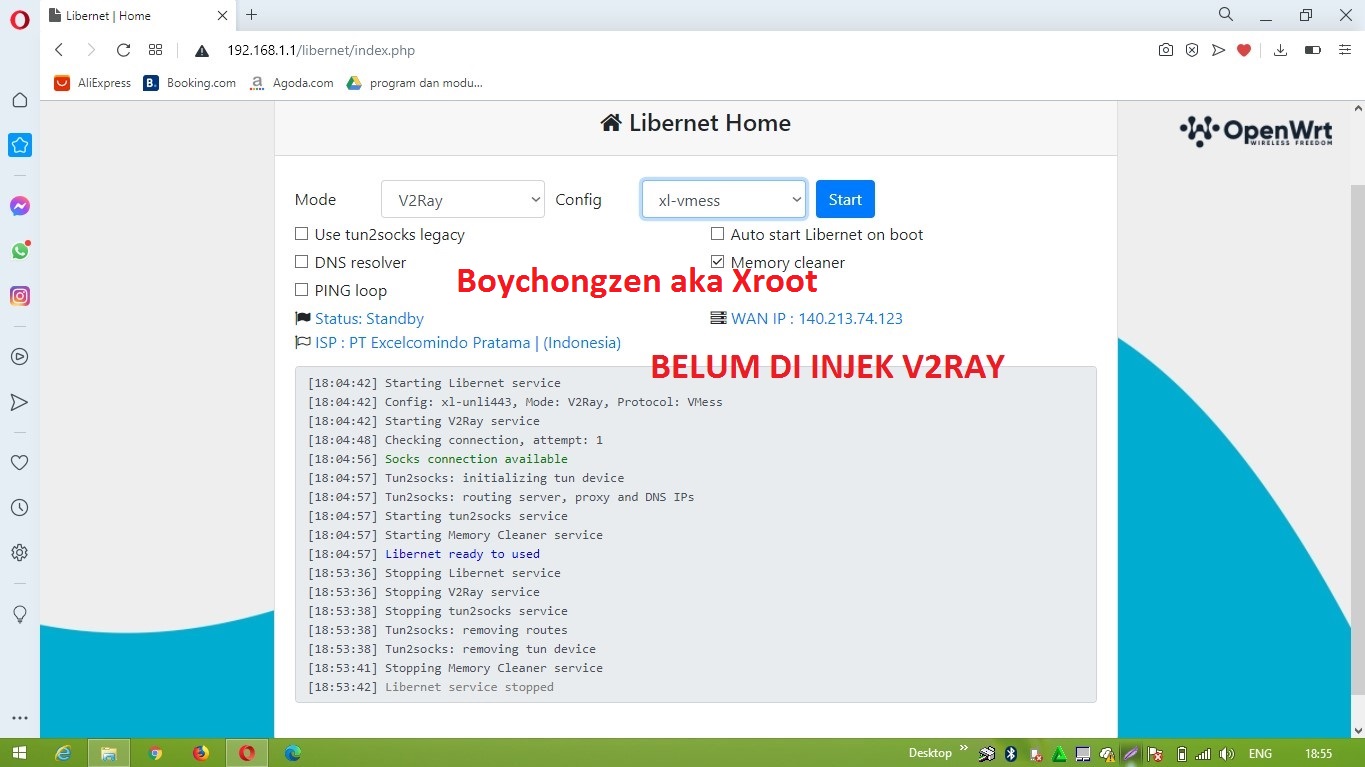 Libernet | Home
192.168.1.1/libernet/index.php
AliExpress
B. Booking.com
a Agoda.com
program dan modu...
Libernet Home
OpenWrt
WIRELESS FREEDOM
Mode V2Ray Config xl-vmess Start
Use tun2socks legacy Auto start Libernet on boot
DNS resolver Memory cleaner
Boychongzen aka Xroot
PING loop
Status: Standby WAN IP : 140.213.74.123
ISP : PT Excelcomindo Pratama | (Indonesia)
BELUM DI INJEK V2RAY
[18:04:42] Starting Libernet service
[18:04:42] Config: xl-unli443, Mode: V2Ray, Protocol: VMess
[18:04:42] Starting V2Ray service
[18:04:48] Checking connection, attempt: 1
[18:04:56] Socks connection available
[18:04:57] Tun2socks: initializing tun device
[18:04:57] Tun2socks: routing server, proxy and DNS IPs
[18:04:57] Starting tun2socks service
[18:04:57] Starting Memory Cleaner service
[18:04:57] Libernet ready to used
[18:53:36] Stopping Libernet service
[18:53:36] Stopping V2Ray service
[18:53:38] Stopping tun2socks service
[18:53:38] Tun2socks: removing routes
[18:53:38] Tun2socks: removing tun device
[18:53:41] Stopping Memory Cleaner service
[18:53:42] Libernet service stopped
Desktop ENG 18:55